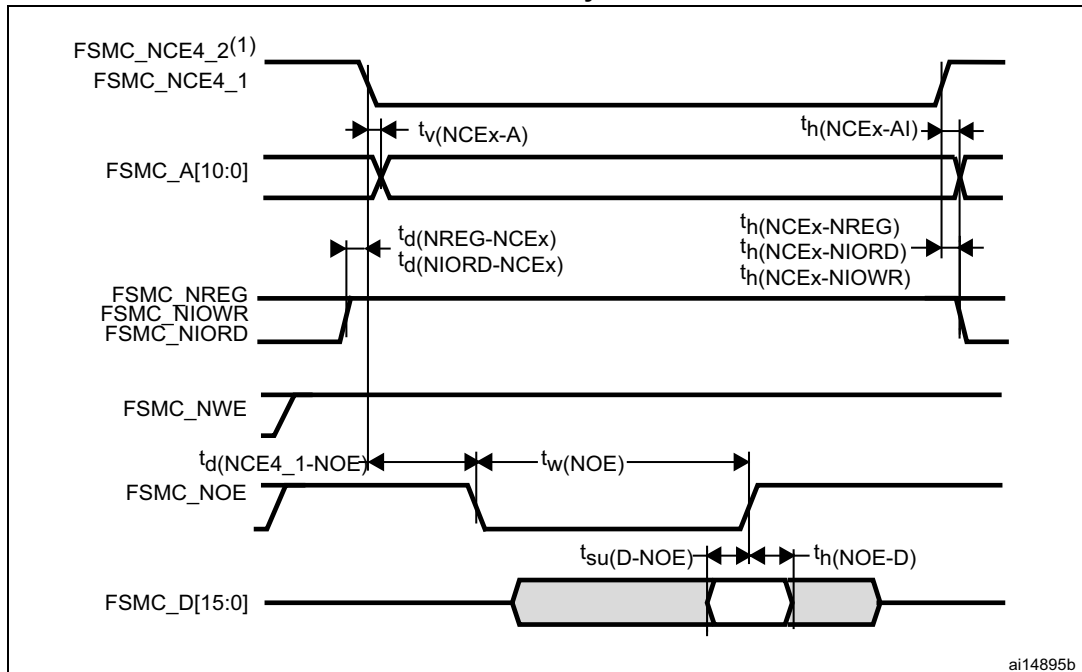 FSMC_NCE4_2(1)
FSMC_NCE4_1
tv(NCEx-A)
th(NCEx-AI)
FSMC_A[10:0]
td(NREG-NCEx)
td(NIORD-NCEx)
th(NCEx-NREG)
th(NCEx-NIORD)
th(NCEx-NIOWR)
FSMC_NREG
FSMC_NIOWR
FSMC_NIORD
FSMC_NWE
td(NCE4_1-NOE)
tw(NOE)
FSMC_NOE
tsu(D-NOE)
th(NOE-D)
FSMC_D[15:0]
ai14895b